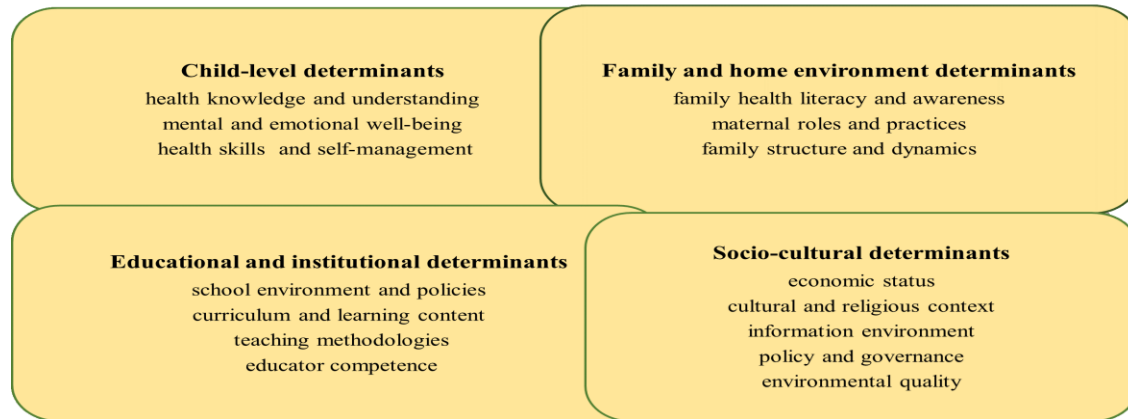 Child-level determinants
health knowledge and understanding
mental and emotional well-being
health skills and self-management
Family and home environment determinants
family health literacy and awareness
maternal roles and practices
family structure and dynamics
Educational and institutional determinants
school environment and policies
curriculum and learning content
teaching methodologies
educator competence
Socio-cultural determinants
economic status
cultural and religious context
information environment
policy and governance
environmental quality